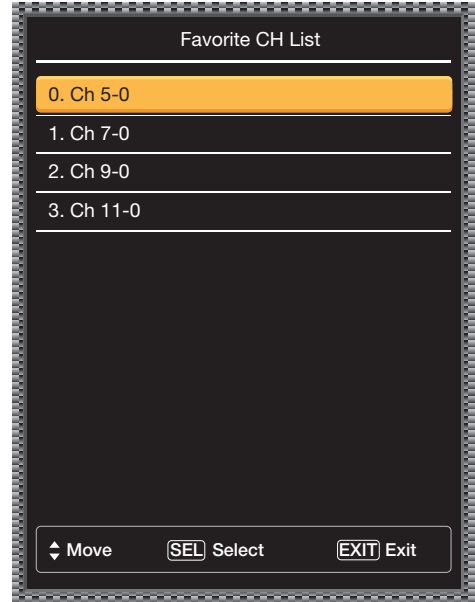 Favorite CH List
0. Ch 5-0
1. Ch 7-0
2. Ch 9-0
3. Ch 11-0
Move SEL Select EXIT Exit